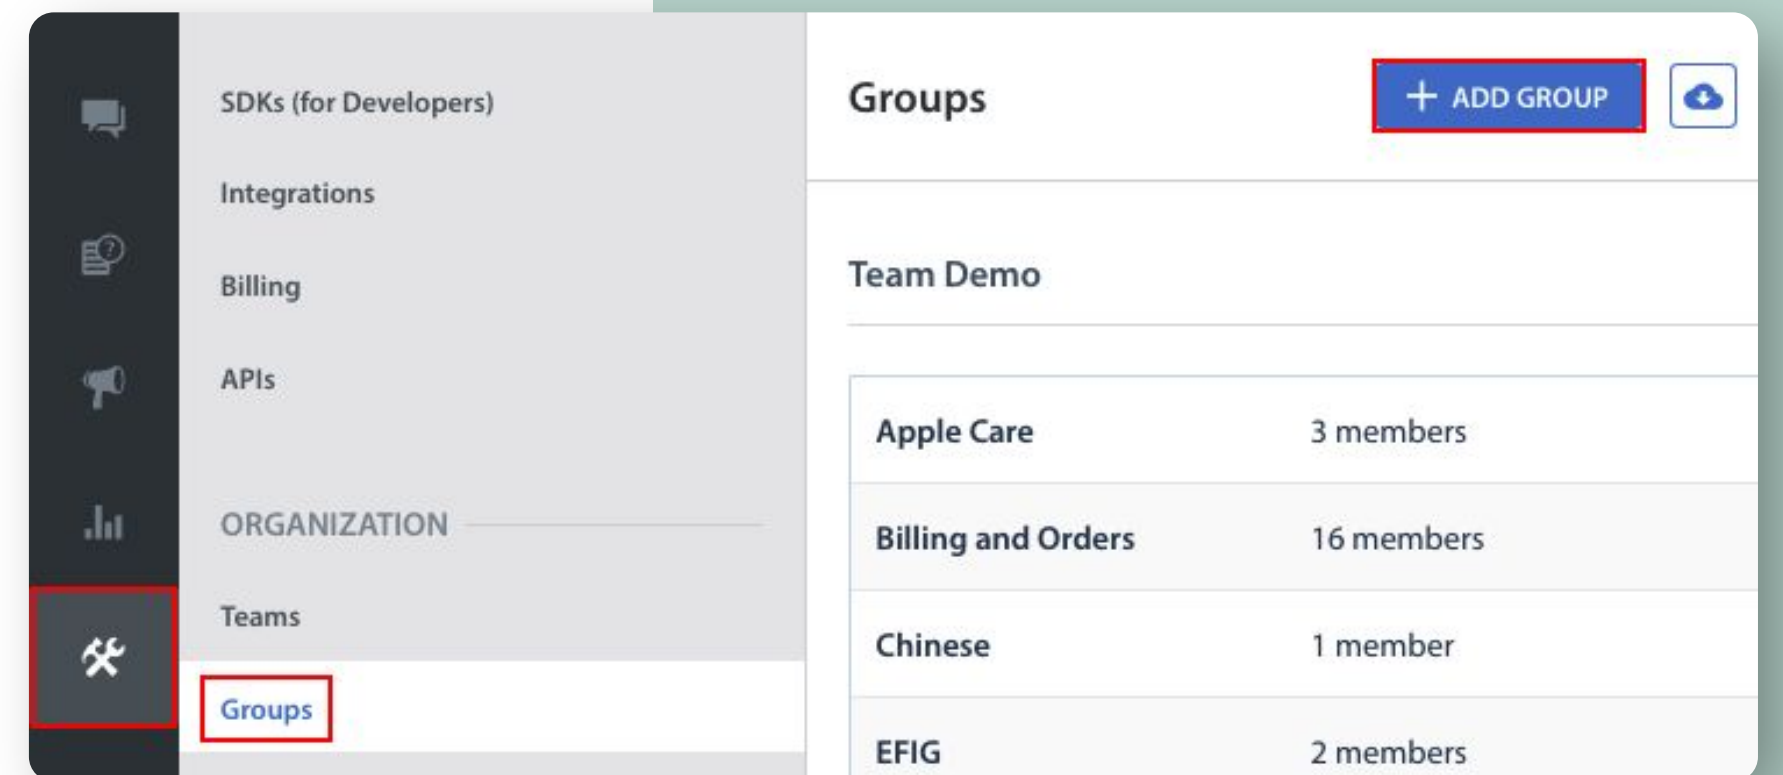 SDKs (for Developers)
Integrations
Billing
APIs
ORGANIZATION
Teams
Groups
Groups
+ ADD GROUP
Team Demo
Apple Care 3 members
Billing and Orders 16 members
Chinese 1 member
EFIG 2 members